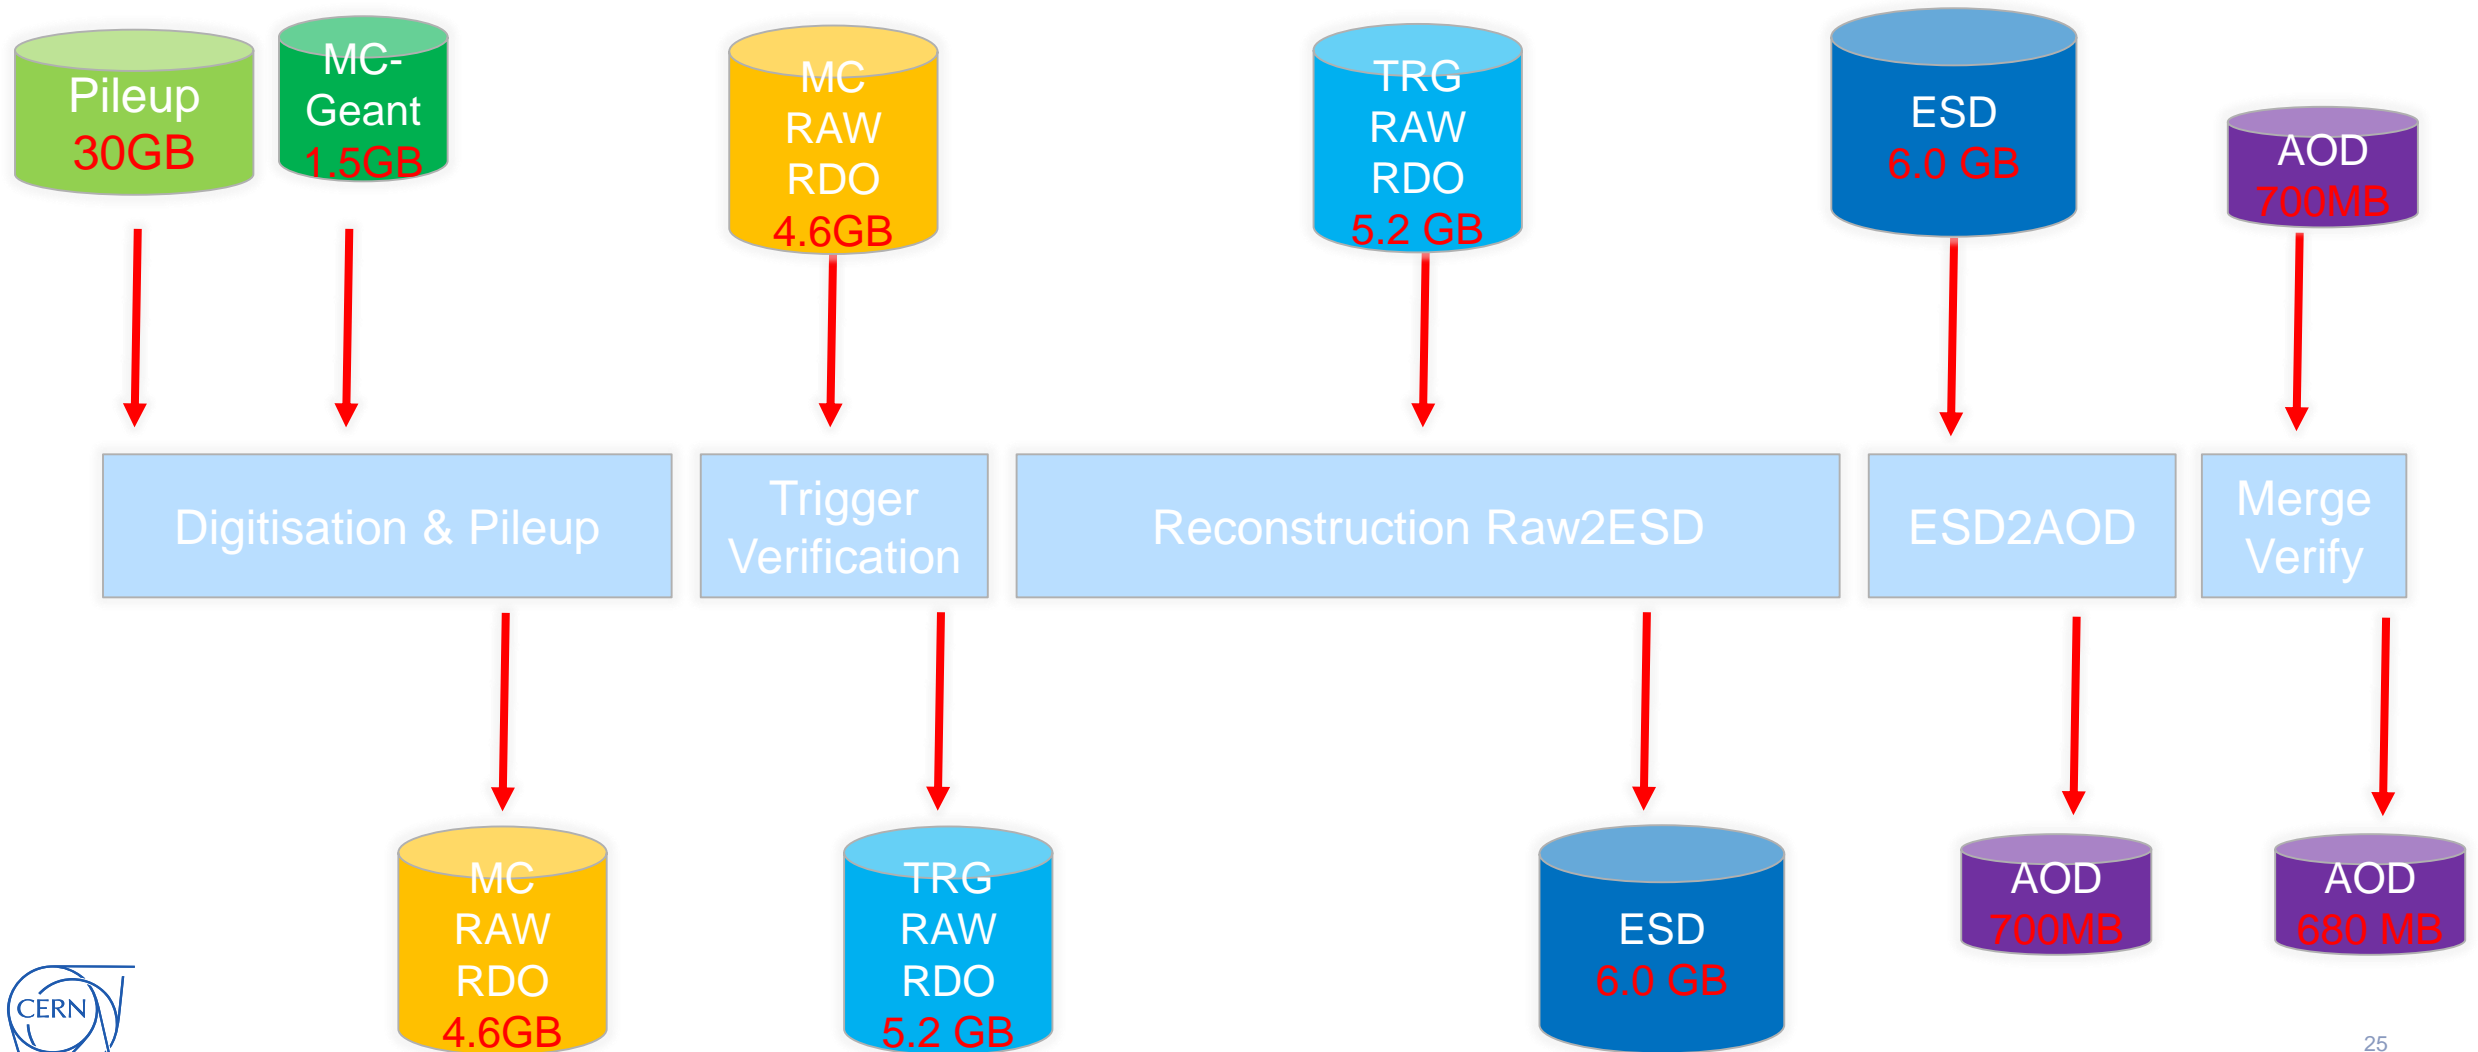 Pileup
30GB
MC-
Geant
1.5GB
MC
RAW
RDO
4.6GB
TRG
RAW
RDO
5.2 GB
ESD
6.0 GB
AOD
700MB
Digitisation & Pileup
Trigger
Verification
Reconstruction Raw2ESD
ESD2AOD
Merge
Verify
MC
RAW
RDO
4.6GB
TRG
RAW
RDO
5.2 GB
ESD
6.0 GB
AOD
700MB
AOD
680 MB
CERN
25